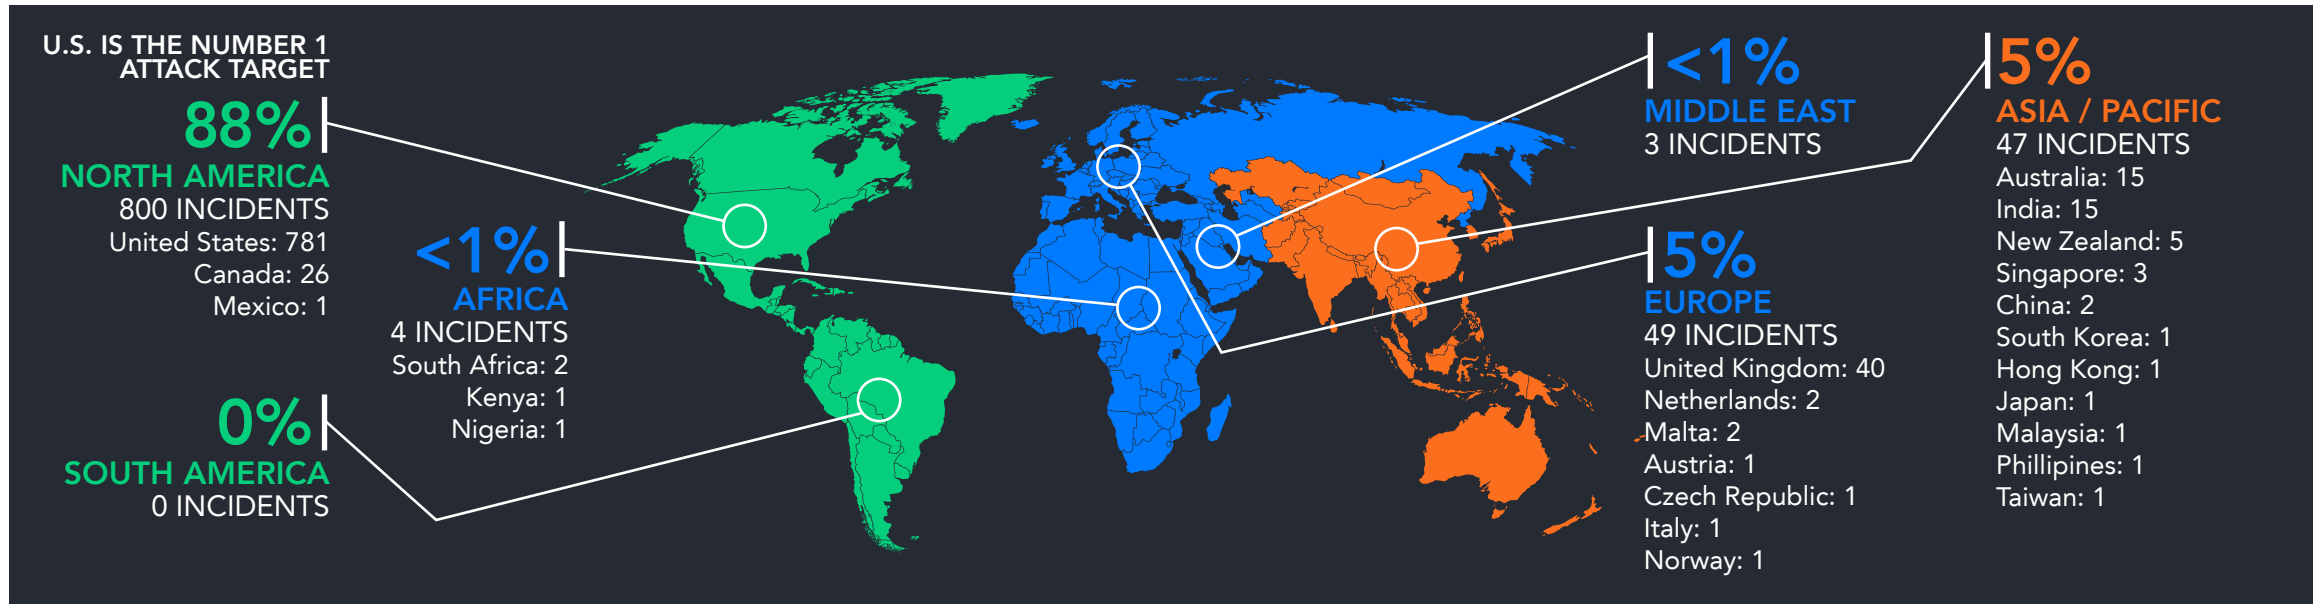 U.S. IS THE NUMBER 1
ATTACK TARGET
88%
NORTH AMERICA
800 INCIDENTS
United States: 781
Canada: 26
Mexico: 1
0%
SOUTH AMERICA
0 INCIDENTS
<1%
AFRICA
4 INCIDENTS
South Africa: 2
Kenya: 1
Nigeria: 1
<1%
MIDDLE EAST
3 INCIDENTS
5%
EUROPE
49 INCIDENTS
United Kingdom: 40
Netherlands: 2
Malta: 2
Austria: 1
Czech Republic: 1
Italy: 1
Norway: 1
5%
ASIA / PACIFIC
47 INCIDENTS
Australia: 15
India: 15
New Zealand: 5
Singapore: 3
China: 2
South Korea: 1
Hong Kong: 1
Japan: 1
Malaysia: 1
Phillipines: 1
Taiwan: 1